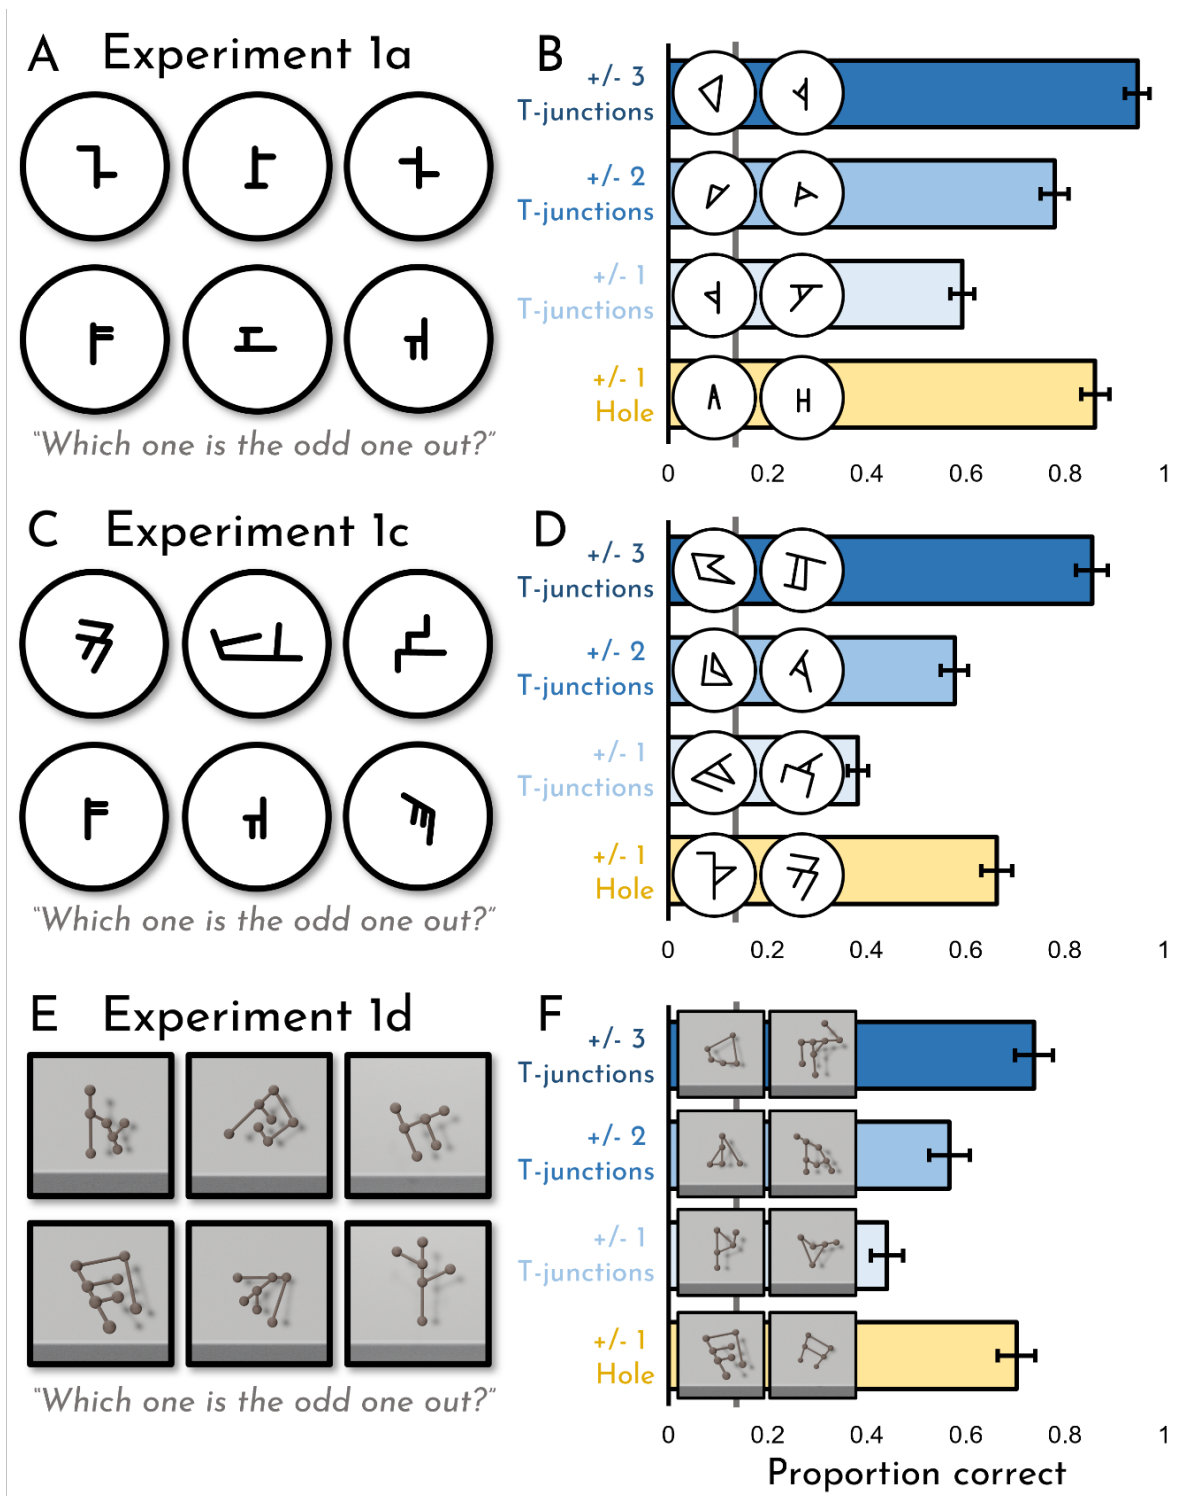 A Experiment 1a
"Which one is the odd one out?"
B
+/- 3
T-junctions
+/- 2
T-junctions
+/- 1
T-junctions
+/- 1
Hole
0 0.2 0.4 0.6 0.8 1
C Experiment 1c
"Which one is the odd one out?"
D
+/- 3
T-junctions
+/- 2
T-junctions
+/- 1
T-junctions
+/- 1
Hole
0 0.2 0.4 0.6 0.8 1
E Experiment 1d
"Which one is the odd one out?"
F
+/- 3
T-junctions
+/- 2
T-junctions
+/- 1
T-junctions
+/- 1
Hole
0 0.2 0.4 0.6 0.8 1
Proportion correct